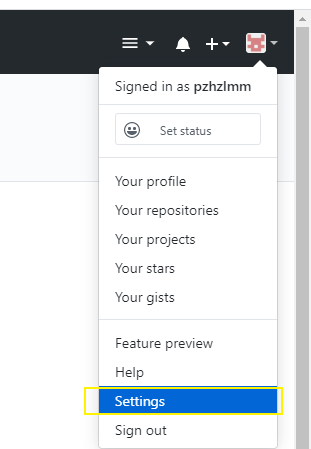 Signed in as pzhzlmm
Set status
Your profile
Your repositories
Your projects
Your stars
Your gists
Feature preview
Help
Settings
Sign out